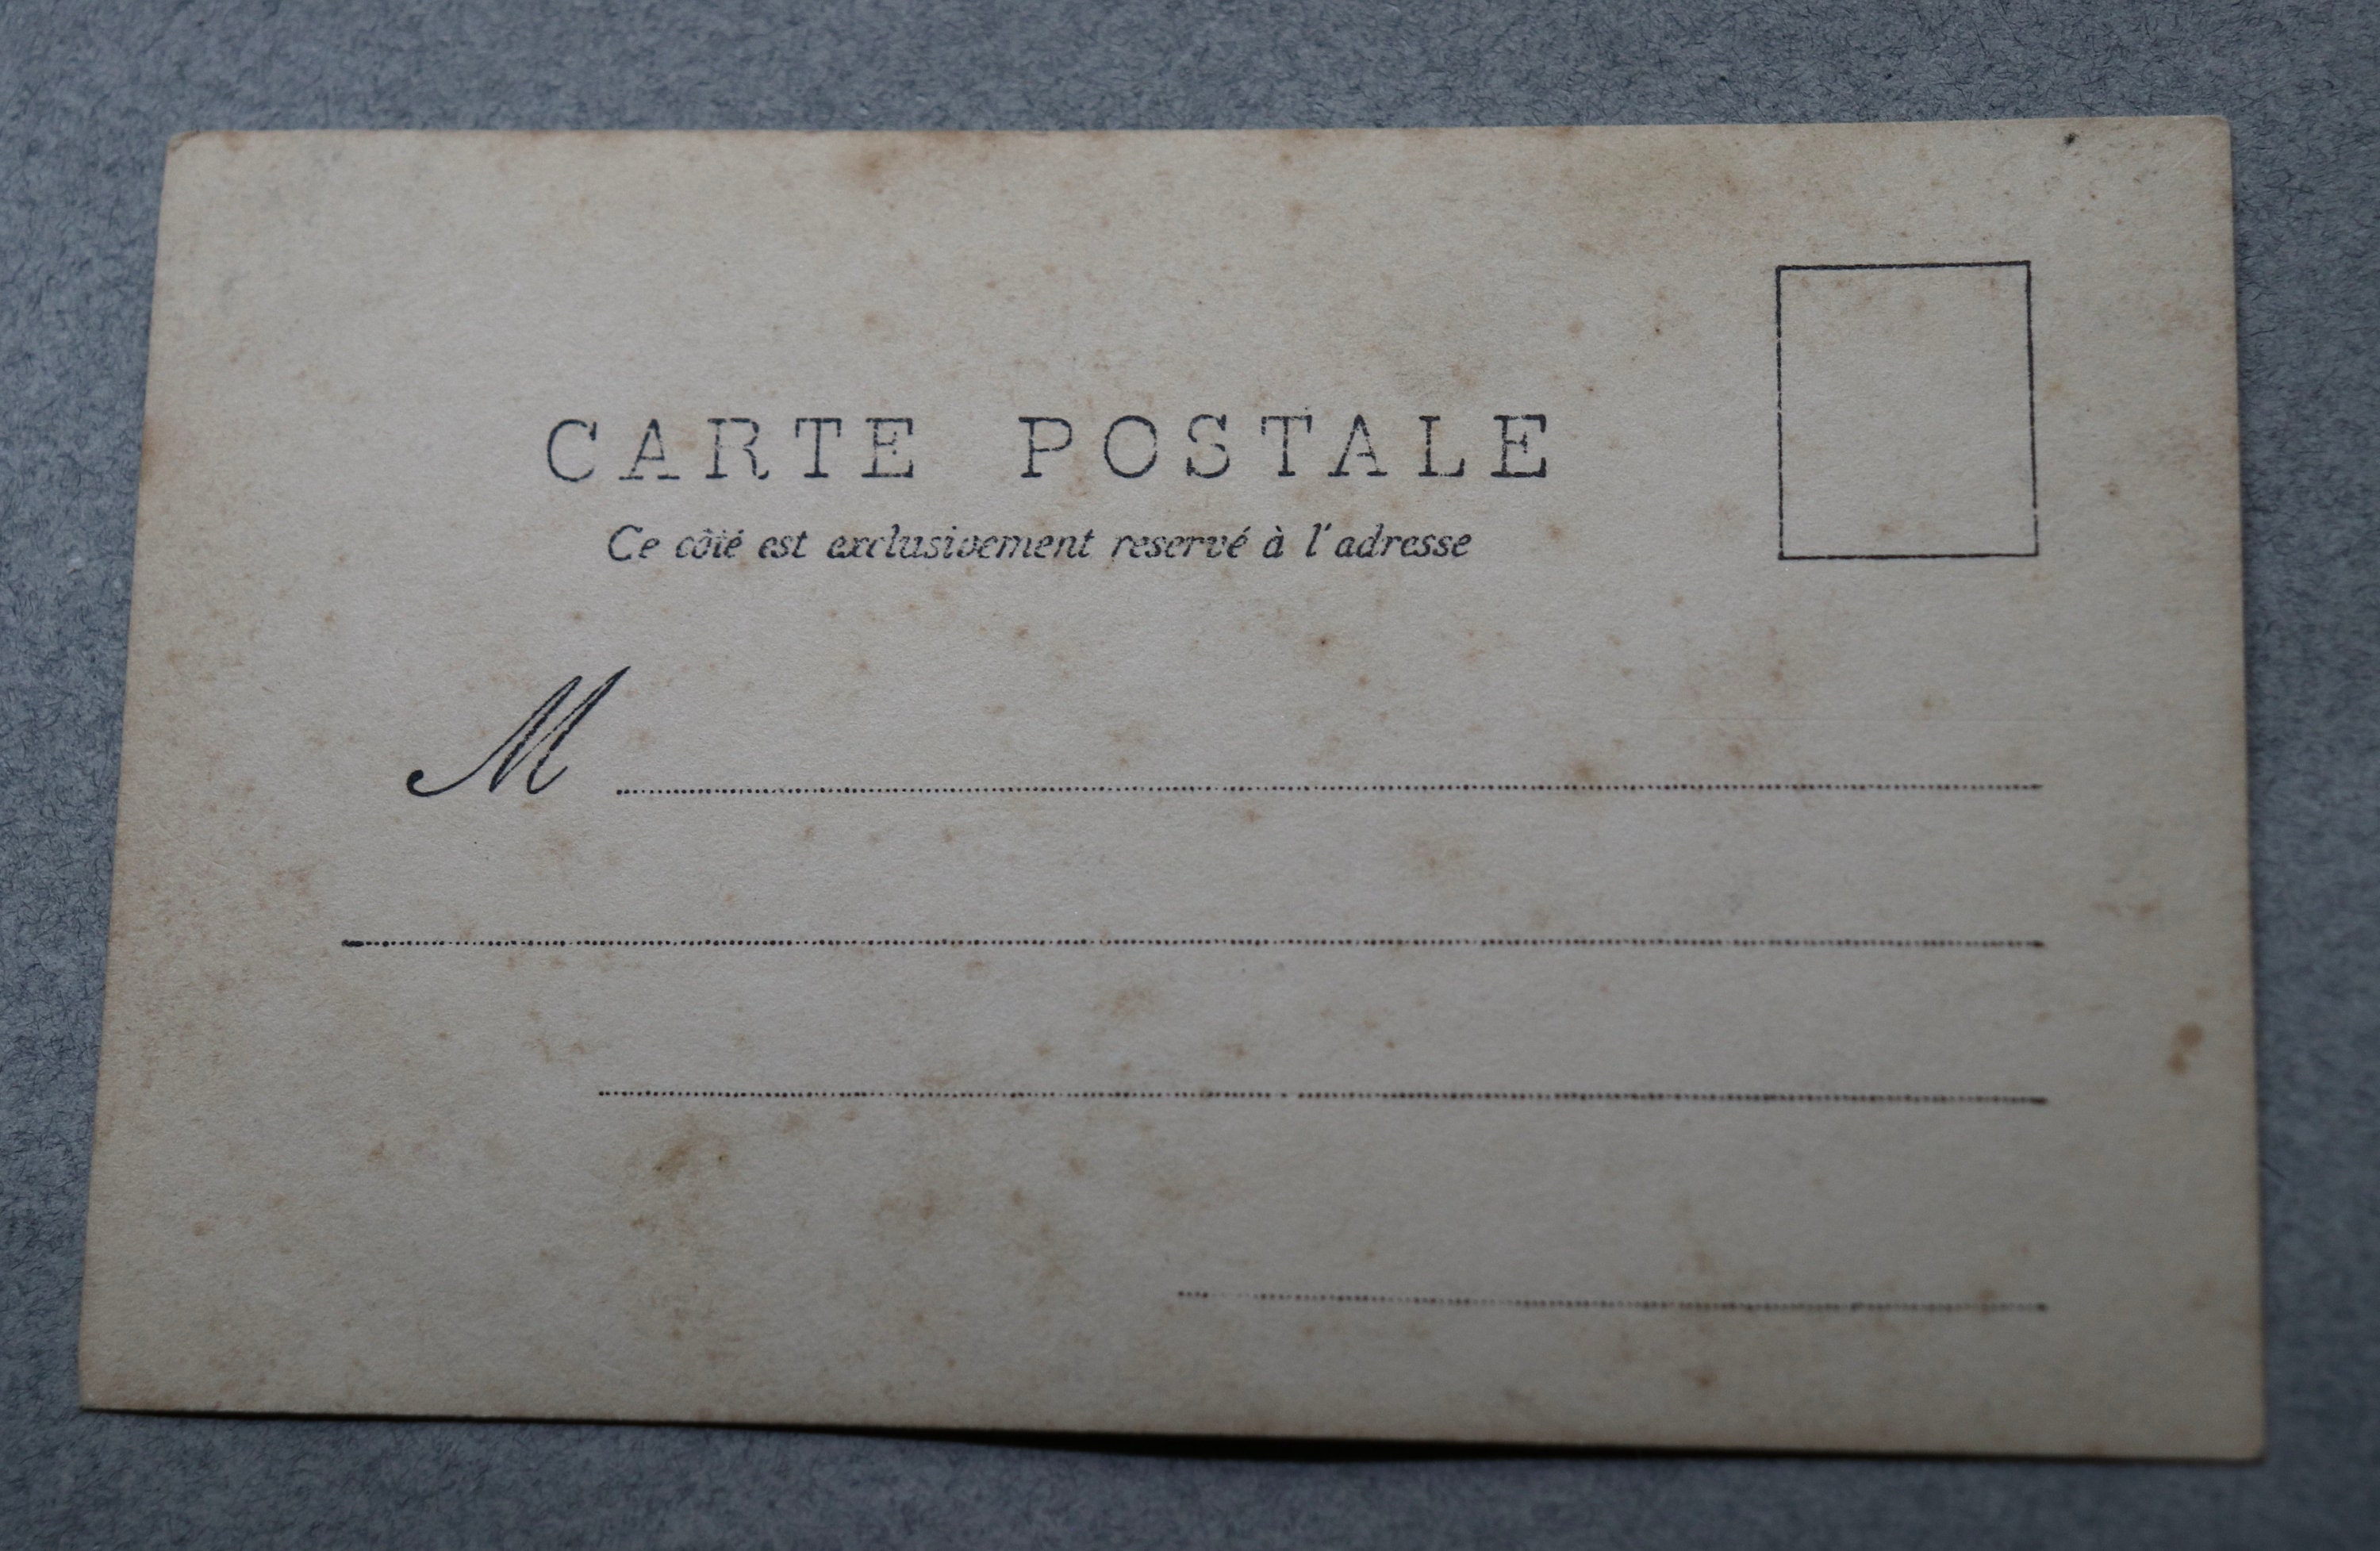 CARTE POSTALE
Ce côté est exclusivement reservé à l'adresse
M